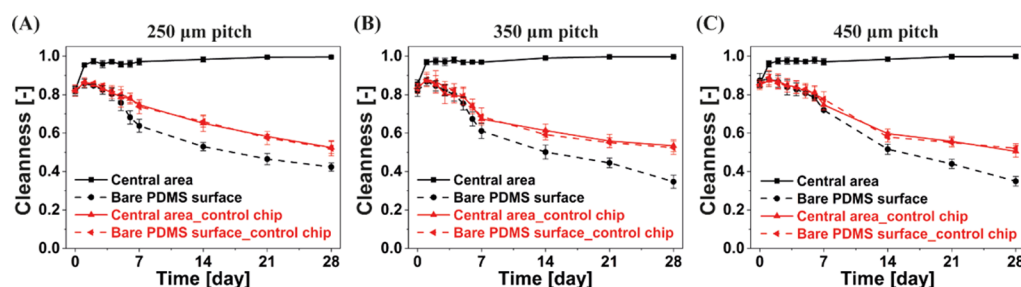 (A) 250 µm pitch
Cleanness [-]
1.0
0.8
0.6
0.4
0.2
0.0
Central area
Bare PDMS surface
Central area_control chip
Bare PDMS surface_control chip
0 7 14 21 28
Time [day]
(B) 350 µm pitch
Cleanness [-]
1.0
0.8
0.6
0.4
0.2
0.0
Central area
Bare PDMS surface
Central area_control chip
Bare PDMS surface_control chip
0 7 14 21 28
Time [day]
(C) 450 µm pitch
Cleanness [-]
1.0
0.8
0.6
0.4
0.2
0.0
Central area
Bare PDMS surface
Central area_control chip
Bare PDMS surface_control chip
0 7 14 21 28
Time [day]